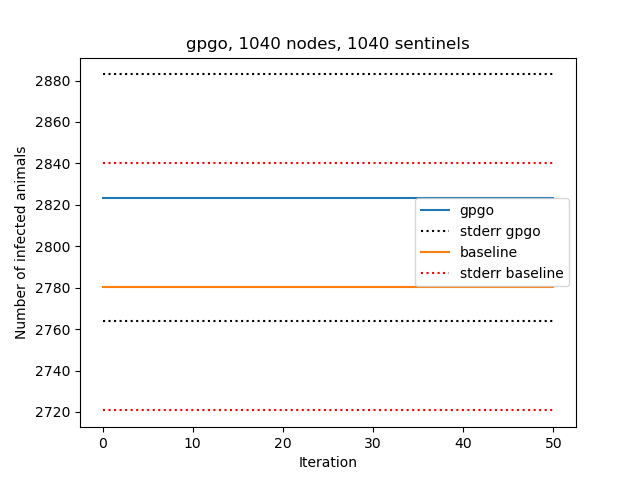 gpgo, 1040 nodes, 1040 sentinels
Number of infected animals
2880
2860
2840
2820
2800
2780
2760
2740
2720
gpgo
stderr gpgo
baseline
stderr baseline
0 10 20 30 40 50
Iteration